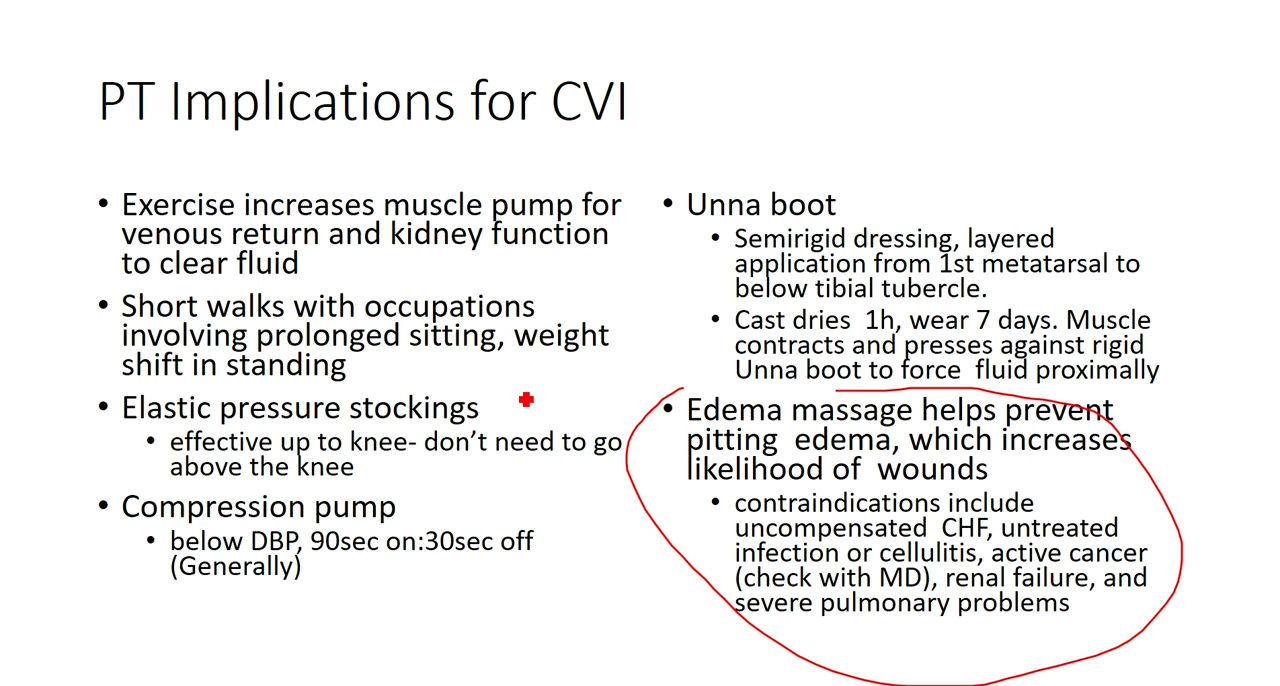 PT Implications for CVI
• Exercise increases muscle pump for
venous return and kidney function
to clear fluid
• Short walks with occupations
involving prolonged sitting, weight
shift in standing
• Elastic pressure stockings
• effective up to knee- don’t need to go
above the knee
• Compression pump
• below DBP, 90sec on:30sec off
(Generally)
• Unna boot
• Semirigid dressing, layered
application from 1st metatarsal to
below tibial tubercle.
• Cast dries 1h, wear 7 days. Muscle
contracts and presses against rigid
Unna boot to force fluid proximally
• Edema massage helps prevent
pitting edema, which increases
likelihood of wounds
• contraindications include
uncompensated CHF, untreated
infection or cellulitis, active cancer
(check with MD), renal failure, and
severe pulmonary problems